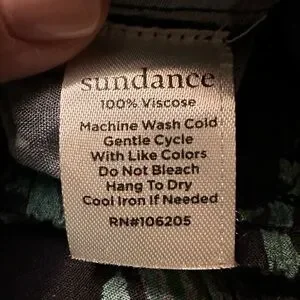 sundance
100% Viscose
Machine Wash Cold
Gentle Cycle
With Like Colors
Do Not Bleach
Hang To Dry
Cool Iron If Needed
RN#106205